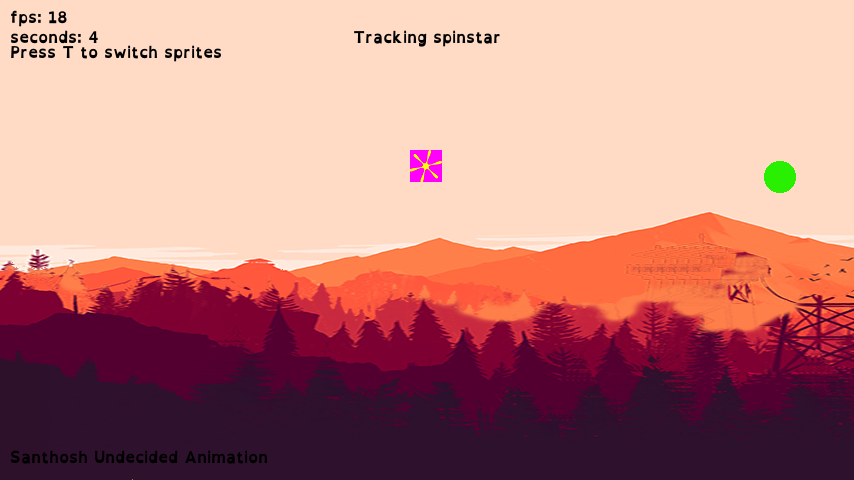 fps: 18
seconds: 4
Press T to switch sprites
Tracking spinstar
Santhosh Undecided Animation